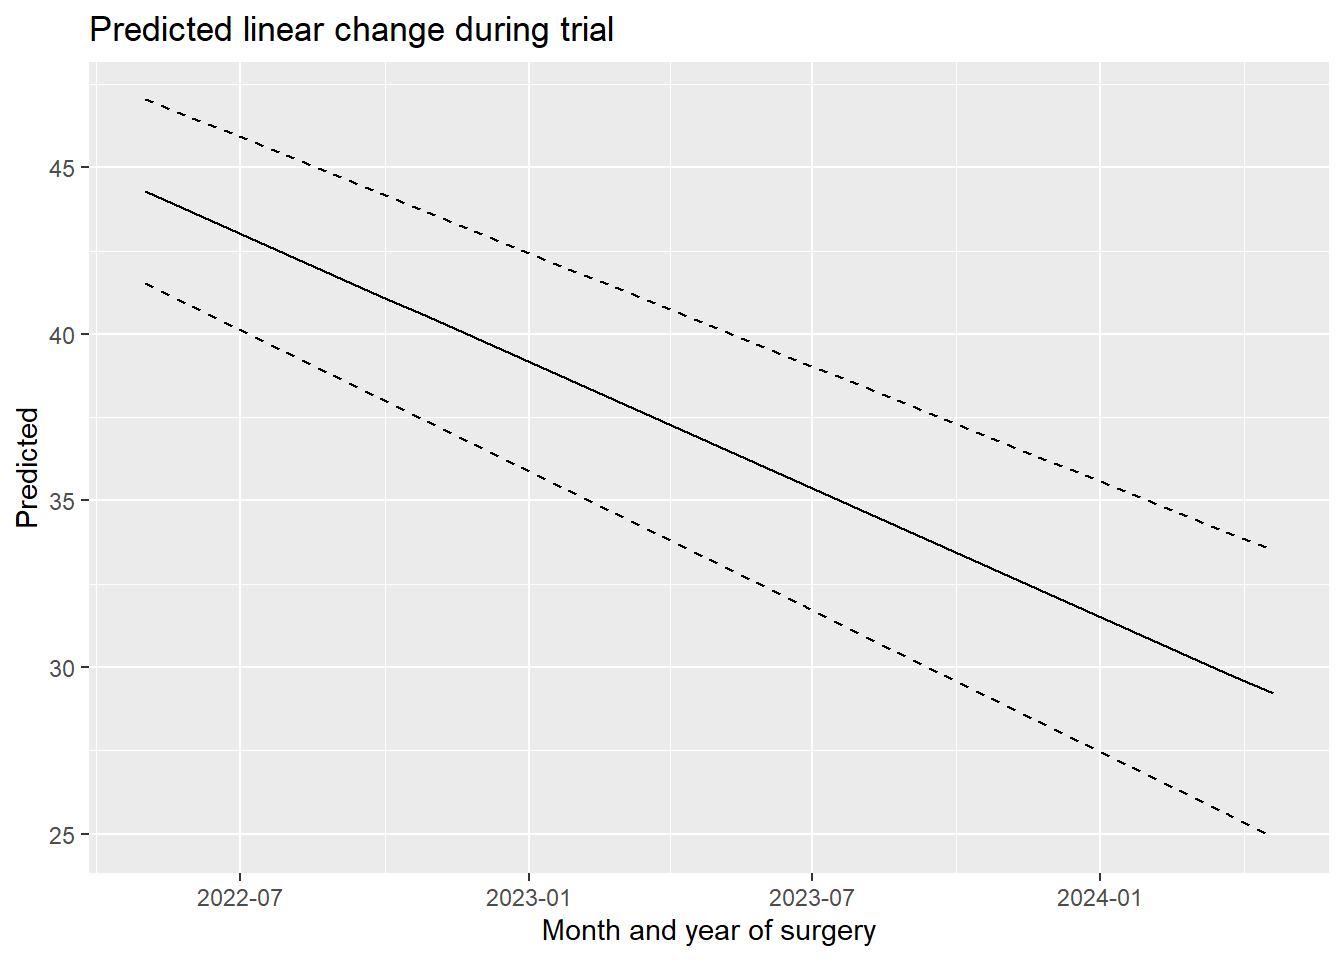 Predicted linear change during trial
45
40
35
30
25
Predicted
2022-07 2023-01 2023-07 2024-01
Month and year of surgery